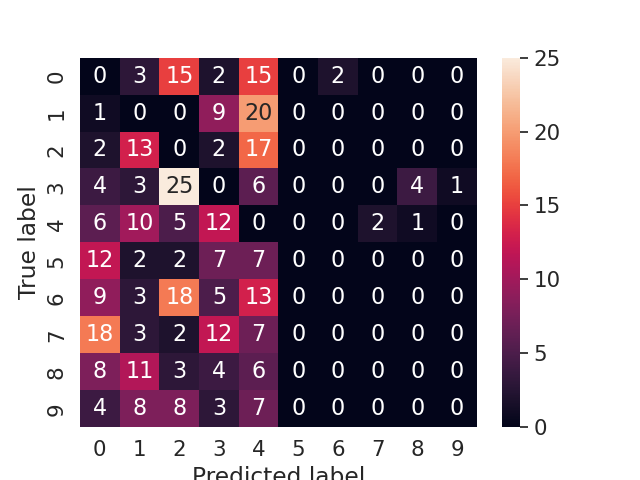 0 3 15 2 15 0 2 0 0 0
1 0 0 9 20 0 0 0 0 0
2 13 0 2 17 0 0 0 0 0
3 4 3 25 0 6 0 0 0 4 1
4 6 10 5 12 0 0 0 2 1 0
5 12 2 2 7 7 0 0 0 0 0
6 9 3 18 5 13 0 0 0 0 0
7 18 3 2 12 7 0 0 0 0 0
8 8 11 3 4 6 0 0 0 0 0
9 4 8 8 3 7 0 0 0 0 0
0 1 2 3 4 5 6 7 8 9
Predicted label
True label
25
20
15
10
5
0